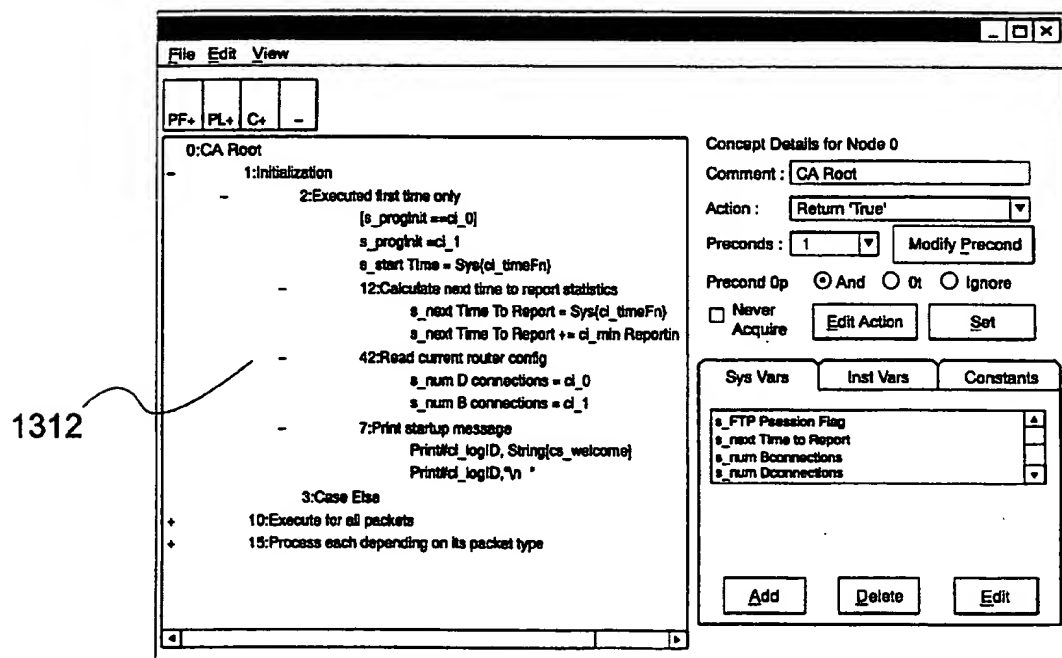 File Edit View
PF+ PL+ C+ –
0:CA Root
– 1:Initialization
– 2:Executed first time only
[s_progInit ==ci_0]
s_progInit =ci_1
s_start Time = Sys{ci_timeFn}
– 12:Calculate next time to report statistics
s_next Time To Report = Sys{ci_timeFn}
s_next Time To Report += ci_min Reportin
– 42:Read current router config
s_num D connections = ci_0
s_num B connections = ci_1
– 7:Print startup message
Print#ci_logID, String{cs_welcome}
Print#ci_logID,"\n "
3:Case Else
+ 10:Execute for all packets
+ 15:Process each depending on its packet type
1312
Concept Details for Node 0
Comment : CA Root
Action : Return 'True'
Preconds : 1 Modify Precond
Precond Op And Ot Ignore
Never Acquire Edit Action Set
Sys Vars Inst Vars Constants
s_FTP Psession Flag
s_next Time to Report
s_num Bconnections
s_num Dconnections
Add Delete Edit